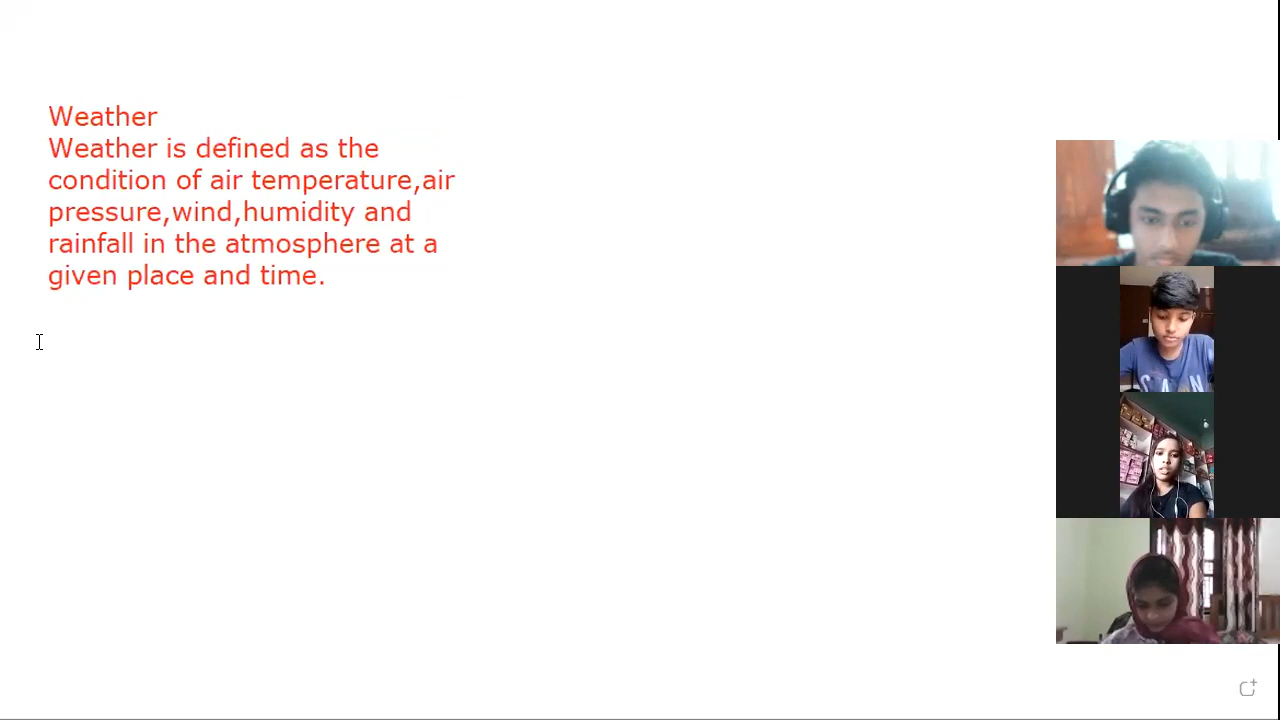 Weather
Weather is defined as the
condition of air temperature,air
pressure,wind,humidity and
rainfall in the atmosphere at a
given place and time.